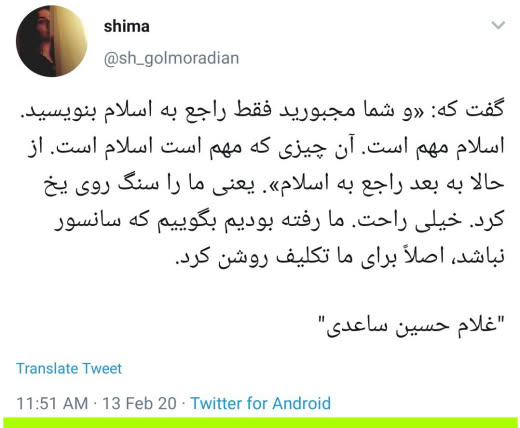 shima
@sh_golmoradian
گفت که: «و شما مجبورید فقط راجع به اسلام بنویسید.
اسلام مهم است. آن چیزی که مهم است اسلام است. از
حالا به بعد راجع به اسلام». یعنی ما را سنگ روی یخ
کرد. خیلی راحت. ما رفته بودیم بگوییم که سانسور
نباشد، اصلاً برای ما تکلیف روشن کرد.
"غلام حسین ساعدی"
Translate Tweet
11:51 AM · 13 Feb 20 · Twitter for Android